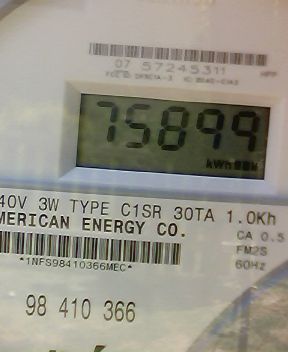 07 57245311
75899
kWh
40V 3W TYPE C1SR 30TA 1.0Kh
MERICAN ENERGY CO.
CA 0.5
*1NFS98410366MEC*
FM2S
60Hz
98 410 366